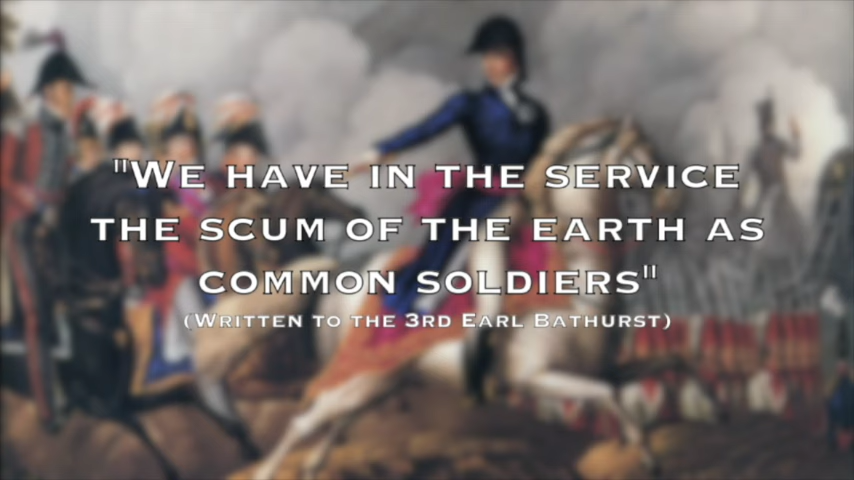 "We have in the service
the scum of the earth as
common soldiers"
(Written to the 3rd Earl Bathurst)